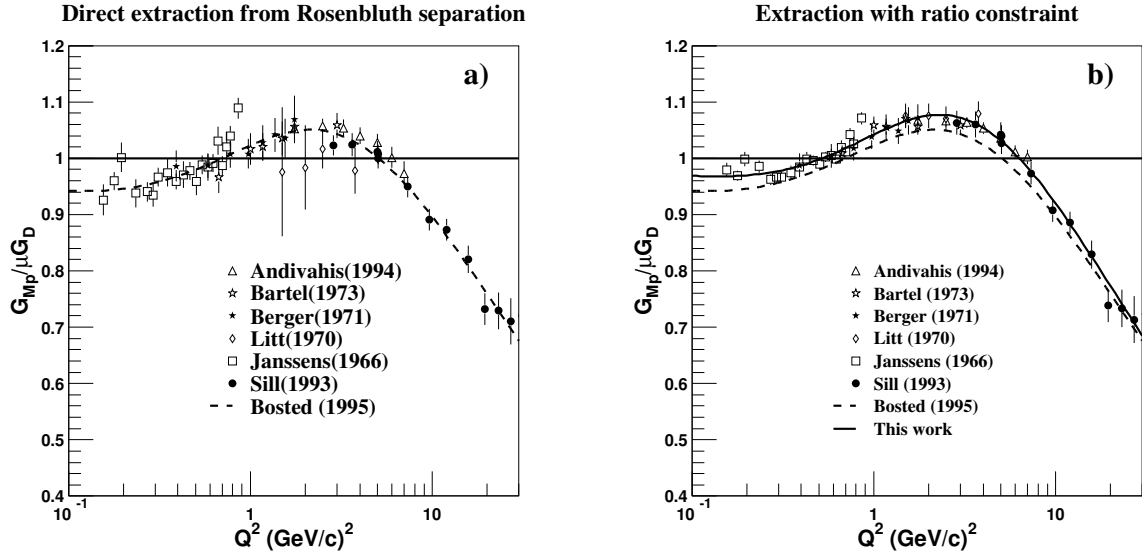 Direct extraction from Rosenbluth separation
a)
G_Mp/μG_D
1.2
1.1
1
0.9
0.8
0.7
0.6
0.5
0.4
Andivahis(1994)
Bartel(1973)
Berger(1971)
Litt(1970)
Janssens(1966)
Sill(1993)
Bosted (1995)
10^-1
1
10
Q^2 (GeV/c)^2
Extraction with ratio constraint
b)
G_Mp/μG_D
1.2
1.1
1
0.9
0.8
0.7
0.6
0.5
0.4
Andivahis (1994)
Bartel (1973)
Berger (1971)
Litt (1970)
Janssens (1966)
Sill (1993)
Bosted (1995)
This work
10^-1
1
10
Q^2 (GeV/c)^2